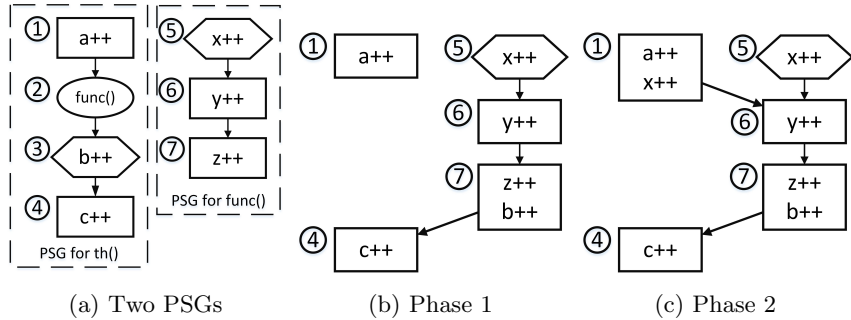 ①
a++
②
func()
③
b++
④
c++
PSG for th()
⑤
x++
⑥
y++
⑦
z++
PSG for func()
(a) Two PSGs
①
a++
⑤
x++
⑥
y++
⑦
z++
b++
④
c++
(b) Phase 1
①
a++
x++
⑤
x++
⑥
y++
⑦
z++
b++
④
c++
(c) Phase 2